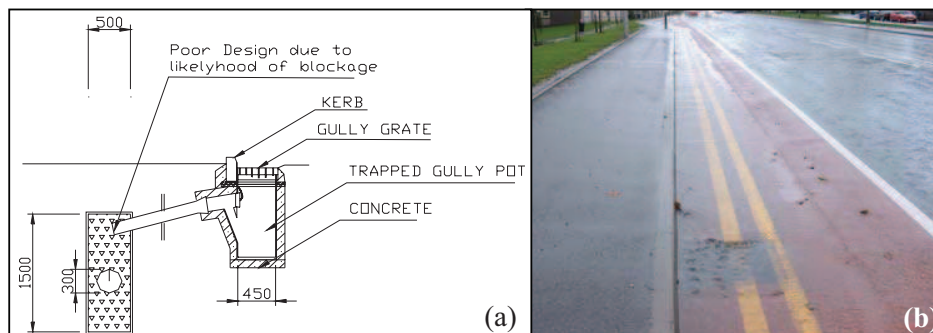 500
Poor Design due to
likelyhood of blockage
KERB
GULLY GRATE
TRAPPED GULLY POT
CONCRETE
1500
300
450
(a)
(b)